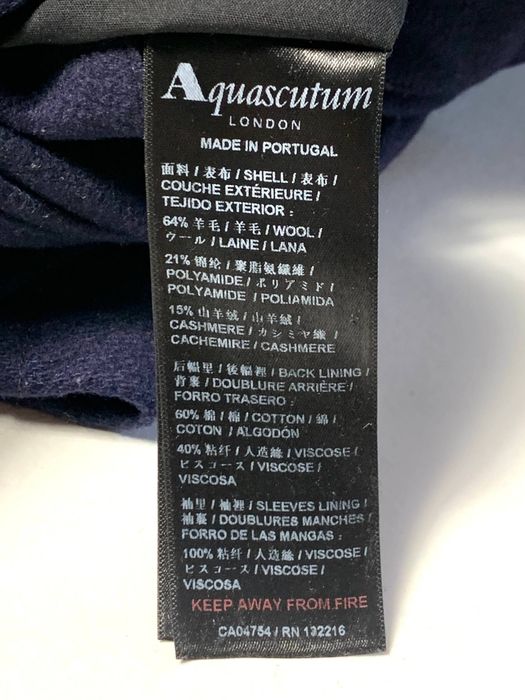 Aquascutum
LONDON
MADE IN PORTUGAL
面料 / 表布 / SHELL / 表布 /
COUCHE EXTÉRIEURE /
TEJIDO EXTERIOR :
64% 羊毛 / 羊毛 / WOOL /
ウール / LAINE / LANA
21% 锦纶 / 聚脂氨纖維 /
POLYAMIDE / ポリアミド /
POLYAMIDE / POLIAMIDA
15% 山羊绒 / 山羊絨 /
CASHMERE / カシミヤ織 /
CACHEMIRE / CASHMERE
后幅里 / 後幅裡 / BACK LINING /
背裏 / DOUBLURE ARRIÈRE /
FORRO TRASERO :
60% 棉 / 棉 / COTTON / 綿 /
COTON / ALGODÓN
40% 粘纤 / 人造絲 / VISCOSE /
ビスコース / VISCOSE /
VISCOSA
袖里 / 袖裡 / SLEEVES LINING /
袖裏 / DOUBLURES MANCHES /
FORRO DE LAS MANGAS :
100% 粘纤 / 人造絲 / VISCOSE /
ビスコース / VISCOSE /
VISCOSA
KEEP AWAY FROM FIRE
CA04754 / RN 132216